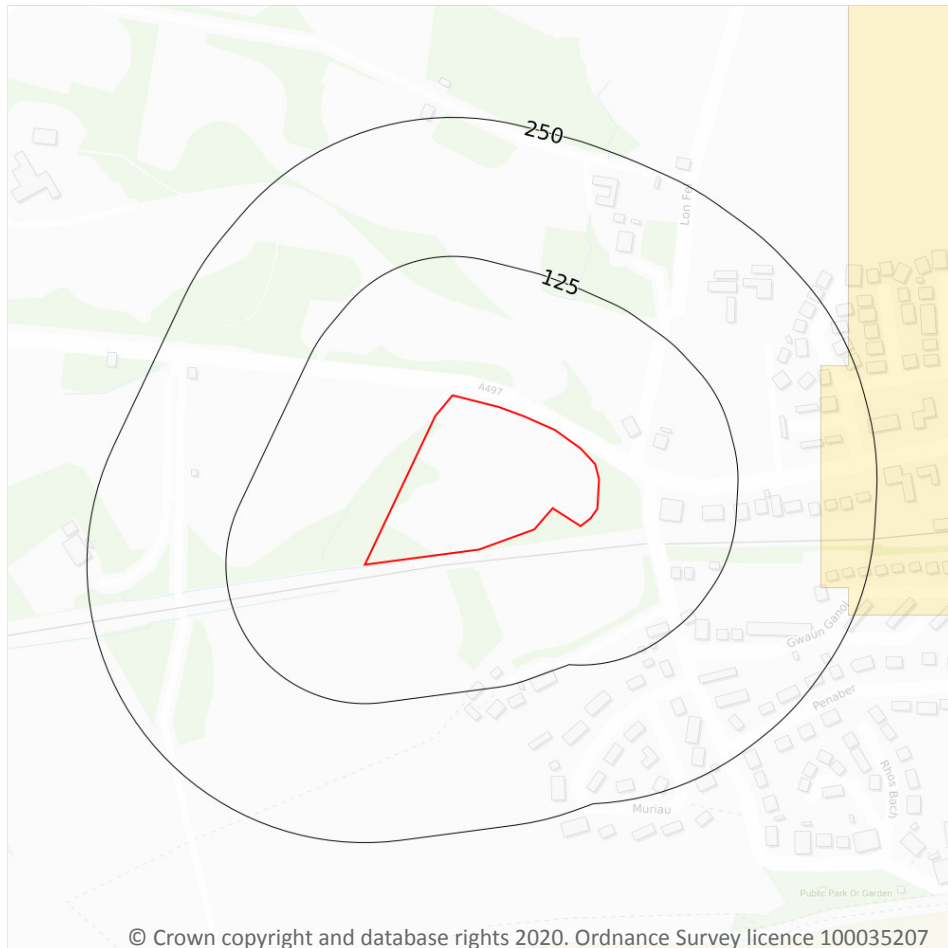 250
125
A497
Gwaun Ganol
Penaber
Rhos Bach
Muriau
Public Park Or Garden
© Crown copyright and database rights 2020. Ordnance Survey licence 100035207